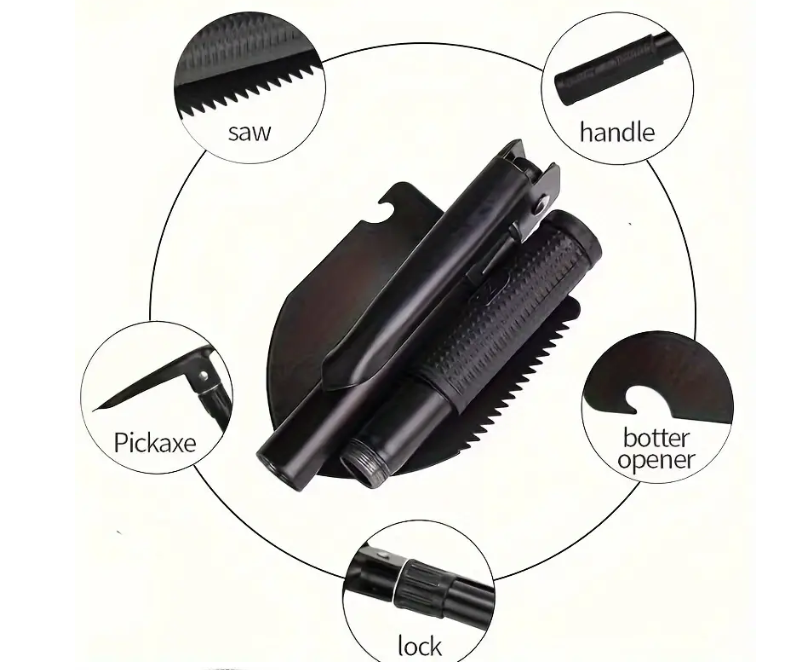 saw
handle
Pickaxe
botter
opener
lock